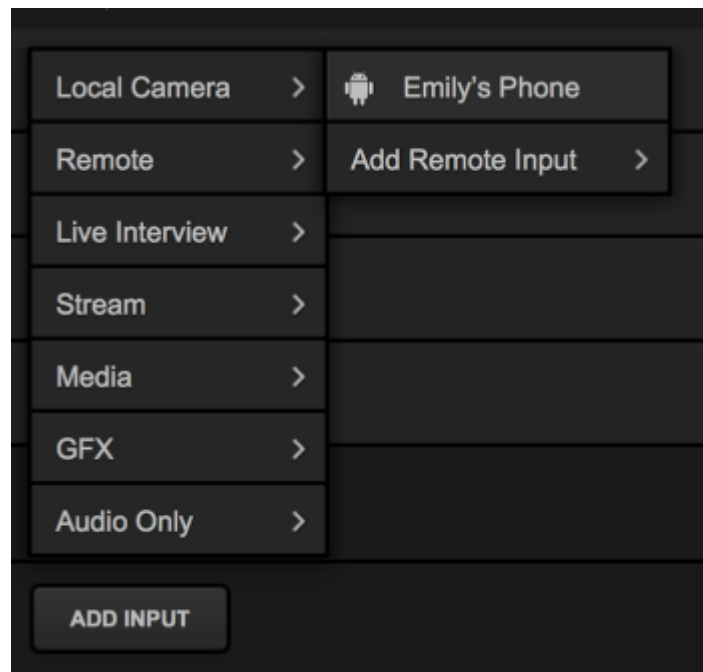 Local Camera
Emily's Phone
Remote
Add Remote Input
Live Interview
Stream
Media
GFX
Audio Only
ADD INPUT